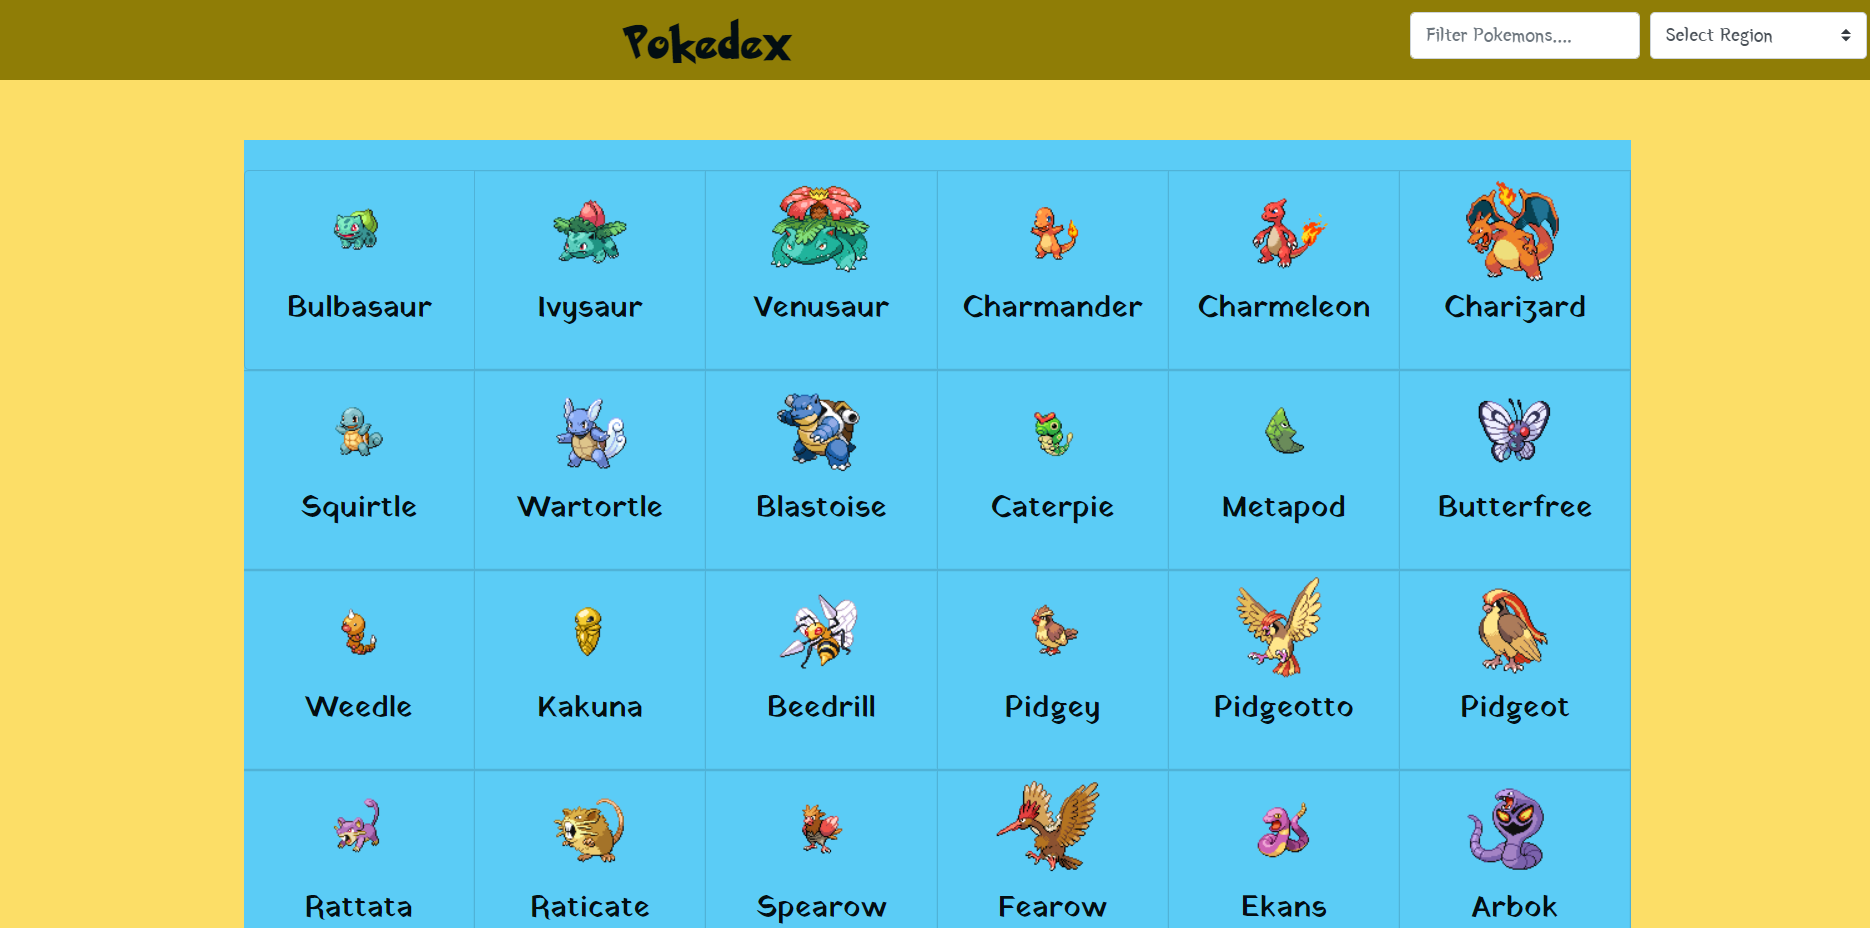 Pokedex
Filter Pokemons....
Select Region
Bulbasaur
Ivysaur
Venusaur
Charmander
Charmeleon
Charizard
Squirtle
Wartortle
Blastoise
Caterpie
Metapod
Butterfree
Weedle
Kakuna
Beedrill
Pidgey
Pidgeotto
Pidgeot
Rattata
Raticate
Spearow
Fearow
Ekans
Arbok